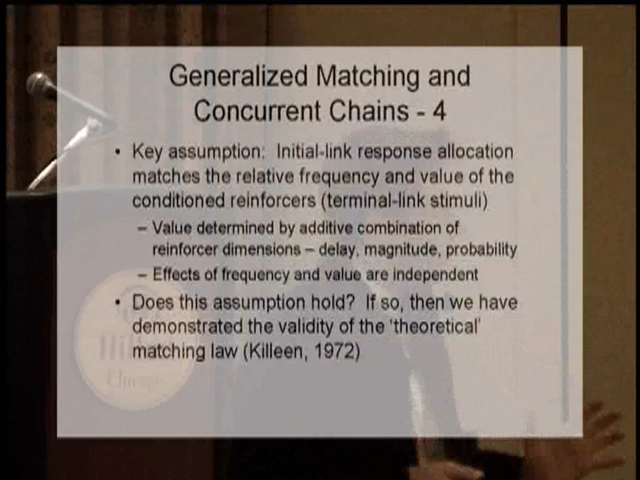 Generalized Matching and
Concurrent Chains - 4
• Key assumption: Initial-link response allocation
matches the relative frequency and value of the
conditioned reinforcers (terminal-link stimuli)
– Value determined by additive combination of
reinforcer dimensions – delay, magnitude, probability
– Effects of frequency and value are independent
• Does this assumption hold? If so, then we have
demonstrated the validity of the 'theoretical'
matching law (Killeen, 1972)